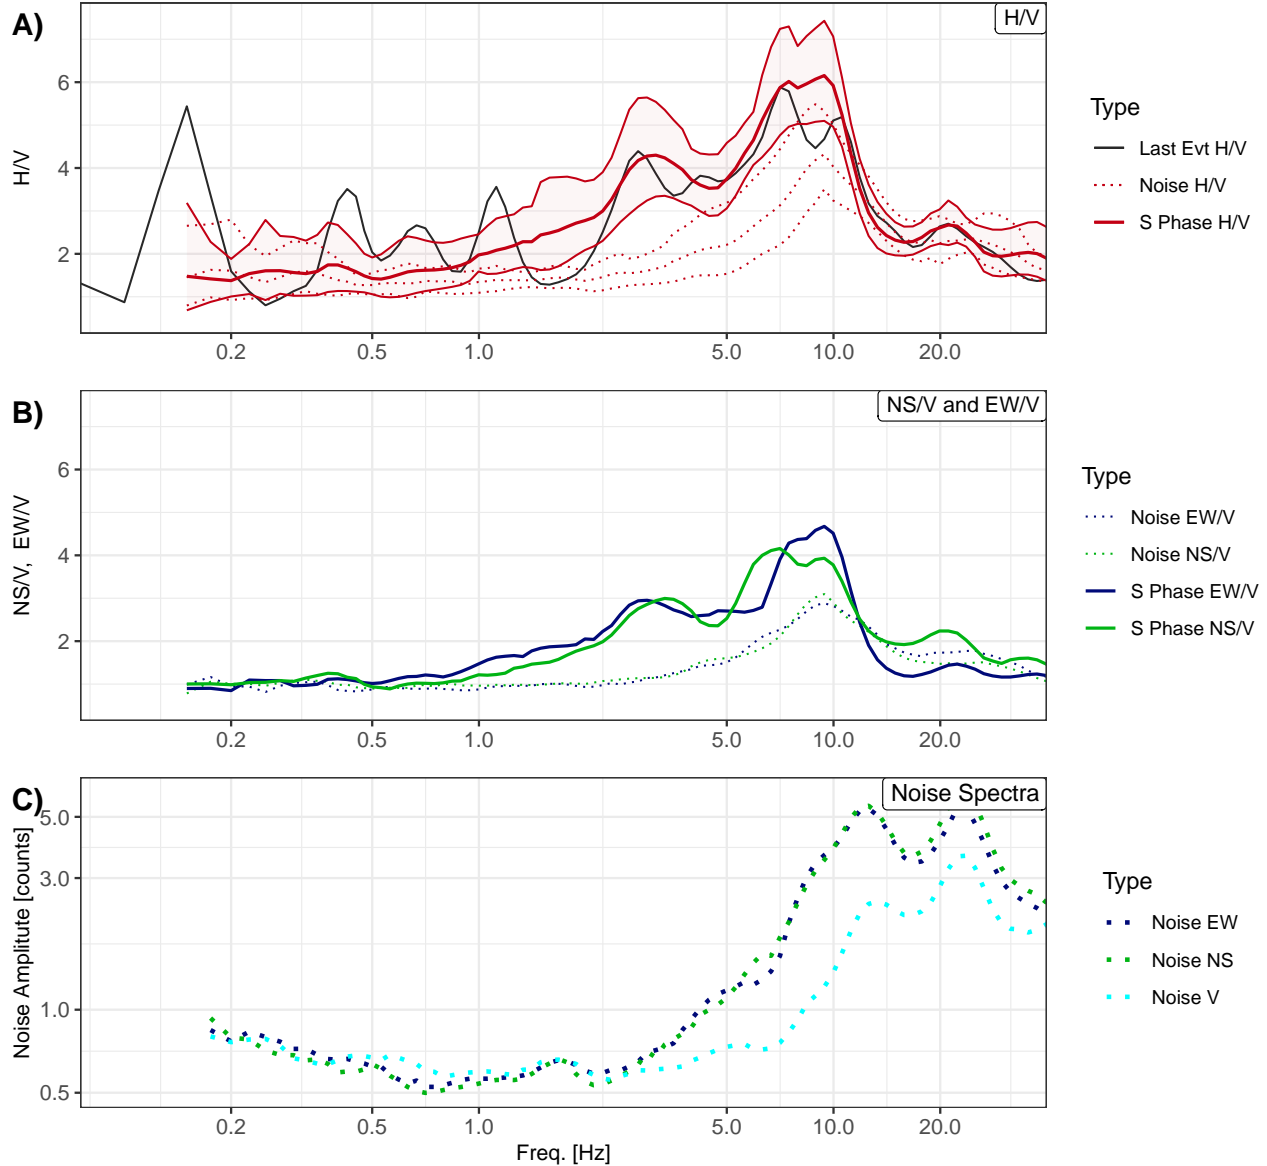 A)
H/V
H/V
6
4
2
0.2 0.5 1.0 5.0 10.0 20.0
Type
Last Evt H/V
Noise H/V
S Phase H/V
B)
NS/V and EW/V
NS/V, EW/V
6
4
2
0.2 0.5 1.0 5.0 10.0 20.0
Type
Noise EW/V
Noise NS/V
S Phase EW/V
S Phase NS/V
C)
Noise Spectra
Noise Amplitute [counts]
5.0
3.0
1.0
0.5
0.2 0.5 1.0 5.0 10.0 20.0
Freq. [Hz]
Type
Noise EW
Noise NS
Noise V